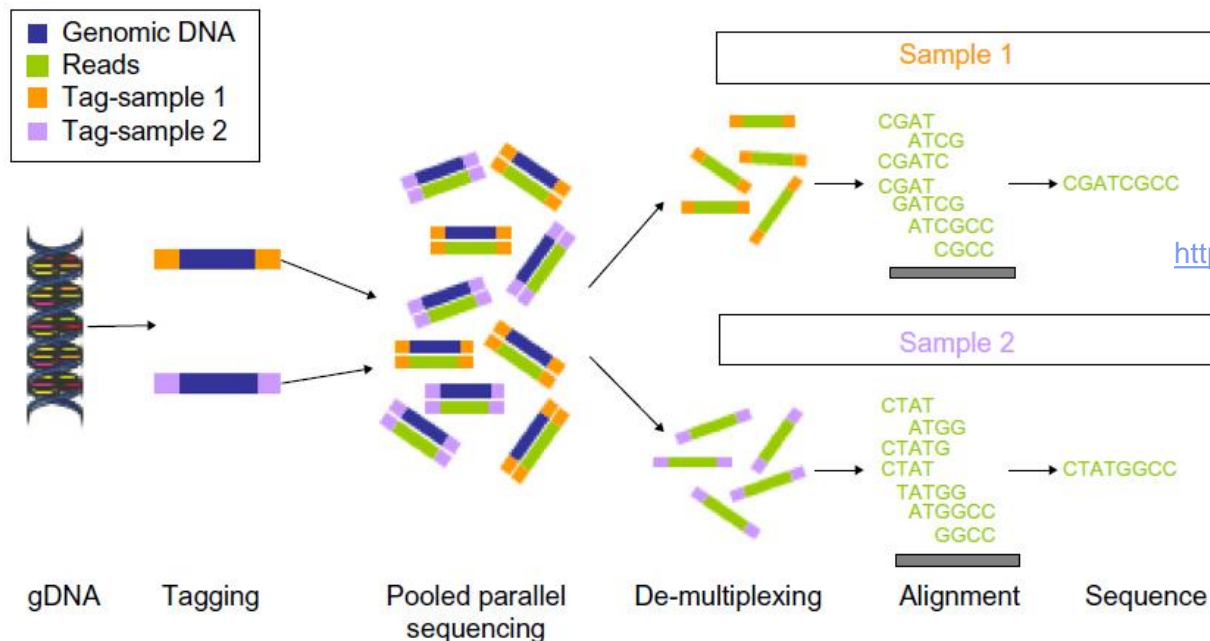 Genomic DNA
Reads
Tag-sample 1
Tag-sample 2
Sample 1
CGAT
ATCG
CGATC
CGAT
GATCG
ATCGCC
CGCC
CGATCGCC
http
Sample 2
CTAT
ATGG
CTATG
CTAT
TATGG
ATGGCC
GGCC
CTATGGCC
gDNA
Tagging
Pooled parallel
sequencing
De-multiplexing
Alignment
Sequence